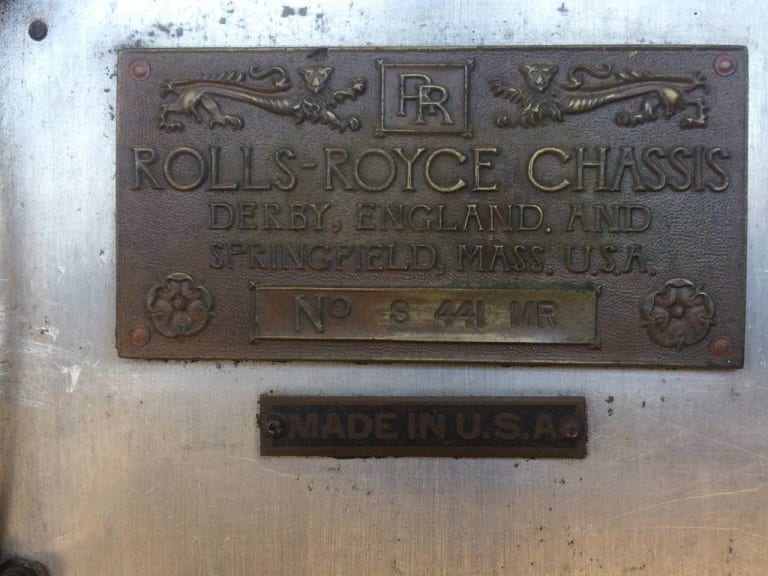 RR
ROLLS-ROYCE CHASSIS
DERBY, ENGLAND. AND
SPRINGFIELD, MASS. U.S.A.
No S 441 MR
MADE IN U.S.A